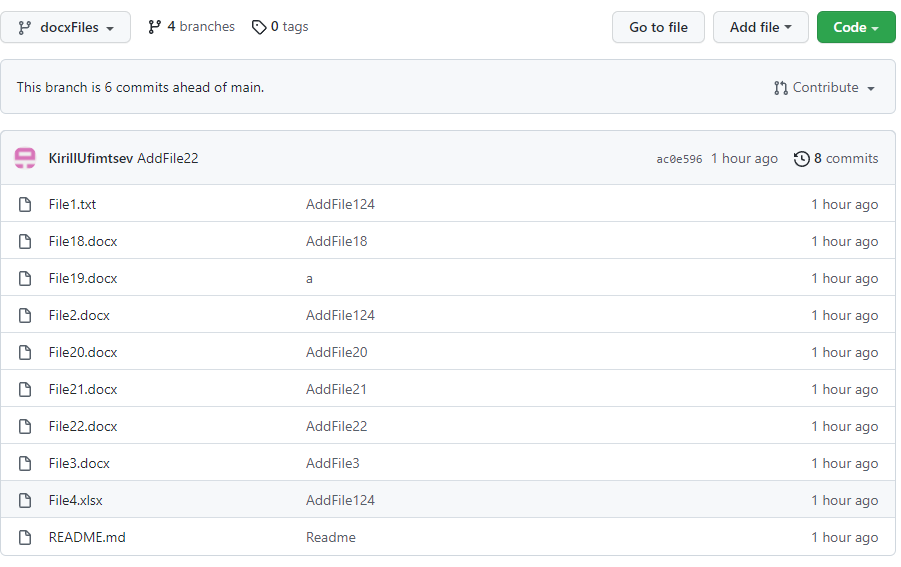 docxFiles 4 branches 0 tags Go to file Add file Code
This branch is 6 commits ahead of main. Contribute
KirillUfimtsev AddFile22 ac0e596 1 hour ago 8 commits
File1.txt AddFile124 1 hour ago
File18.docx AddFile18 1 hour ago
File19.docx a 1 hour ago
File2.docx AddFile124 1 hour ago
File20.docx AddFile20 1 hour ago
File21.docx AddFile21 1 hour ago
File22.docx AddFile22 1 hour ago
File3.docx AddFile3 1 hour ago
File4.xlsx AddFile124 1 hour ago
README.md Readme 1 hour ago